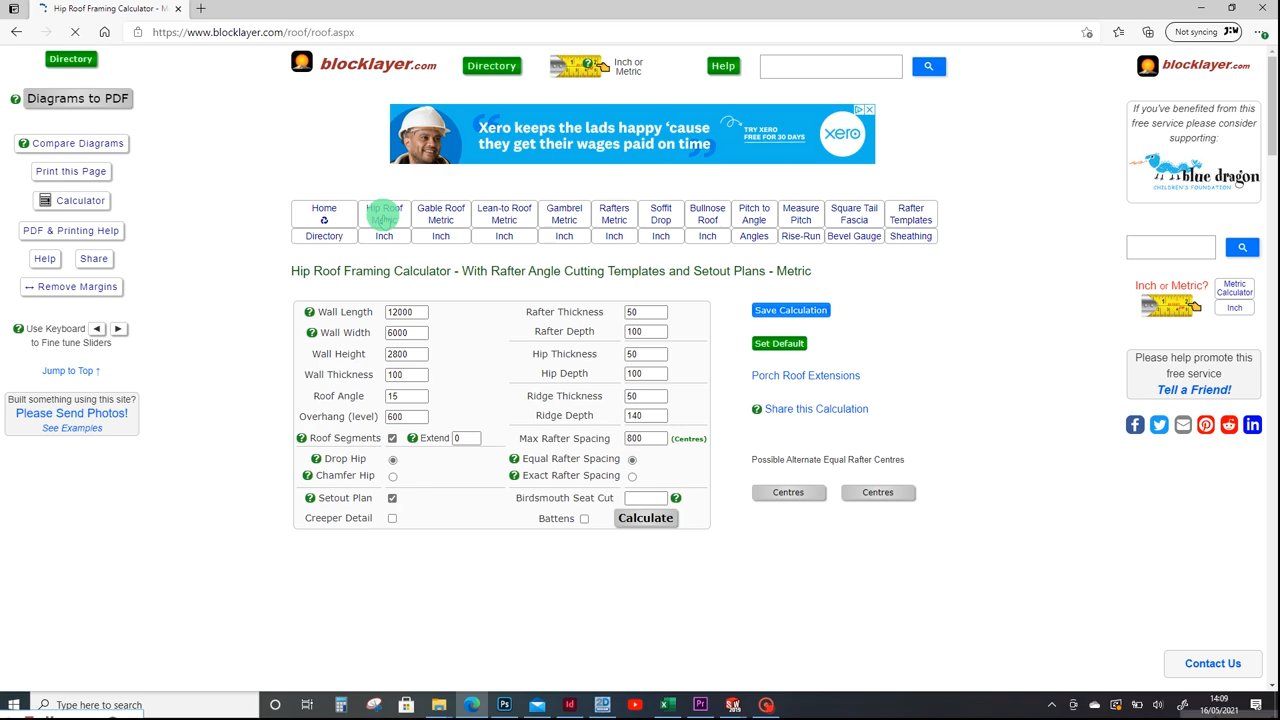 Hip Roof Framing Calculator - M
https://www.blocklayer.com/roof/roof.aspx
Not syncing
Directory
blocklayer.com
Directory
Inch or
Metric
Help
blocklayer.com
Diagrams to PDF
Compare Diagrams
Print this Page
Calculator
PDF & Printing Help
Help
Share
↔ Remove Margins
Use Keyboard
to Fine tune Sliders
Jump to Top ↑
Built something using this site?
Please Send Photos!
See Examples
Xero keeps the lads happy 'cause
they get their wages paid on time
TRY XERO
FREE FOR 30 DAYS
xero
Home
Hip Roof
Metric
Gable Roof
Metric
Lean-to Roof
Metric
Gambrel
Metric
Rafters
Metric
Soffit
Drop
Bullnose
Roof
Pitch to
Angle
Measure
Pitch
Square Tail
Fascia
Rafter
Templates
Directory
Inch
Inch
Inch
Inch
Inch
Inch
Inch
Angles
Rise-Run
Bevel Gauge
Sheathing
Hip Roof Framing Calculator - With Rafter Angle Cutting Templates and Setout Plans - Metric
Wall Length 12000
Wall Width 6000
Wall Height 2800
Wall Thickness 100
Roof Angle 15
Overhang (level) 600
Roof Segments
Extend 0
Drop Hip
Chamfer Hip
Setout Plan
Creeper Detail
Rafter Thickness 50
Rafter Depth 100
Hip Thickness 50
Hip Depth 100
Ridge Thickness 50
Ridge Depth 140
Max Rafter Spacing 800 (Centres)
Equal Rafter Spacing
Exact Rafter Spacing
Birdsmouth Seat Cut
Battens
Calculate
Save Calculation
Set Default
Porch Roof Extensions
Share this Calculation
Possible Alternate Equal Rafter Centres
Centres
Centres
If you've benefited from this
free service please consider
supporting:
blue dragon
CHILDREN'S FOUNDATION
Inch or Metric?
Metric
Calculator
Inch
Please help promote this
free service
Tell a Friend!
Contact Us
Type here to search
14:09
16/05/2021